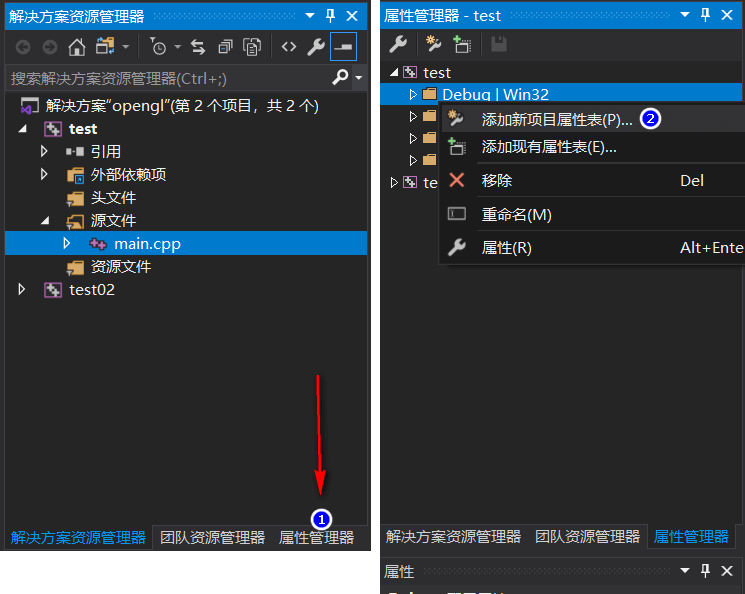 解决方案资源管理器
搜索解决方案资源管理器(Ctrl+;)
解决方案"opengl"(第 2 个项目，共 2 个)
test
引用
外部依赖项
头文件
源文件
main.cpp
资源文件
test02
1
解决方案资源管理器 团队资源管理器 属性管理器
属性管理器 - test
test
Debug | Win32
添加新项目属性表(P)... 2
添加现有属性表(E)...
移除 Del
te
重命名(M)
属性(R) Alt+Ente
解决方案资源管理器 团队资源管理器 属性管理器
属性